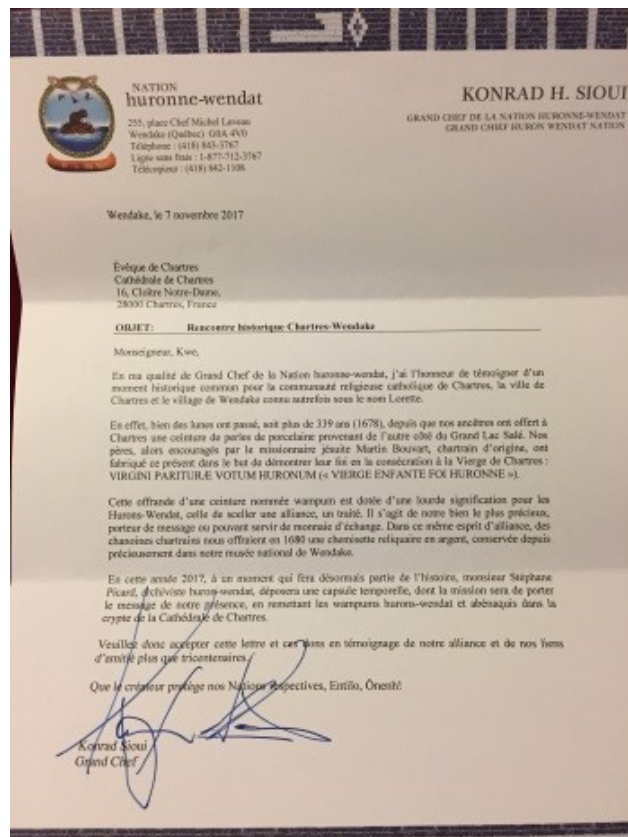 NATION
huronne-wendat
255, place Chef Michel Laveau
Wendake (Québec) G0A 4V0
Téléphone : (418) 843-3767
Ligne sans frais : 1-877-712-3767
Télécopieur : (418) 842-1108
KONRAD H. SIOUI
GRAND CHEF DE LA NATION HURONNE-WENDAT
GRAND CHIEF HURON WENDAT NATION
Wendake, le 7 novembre 2017
Évêque de Chartres
Cathédrale de Chartres
16, Cloître Notre-Dame,
28000 Chartres, France
OBJET: Rencontre historique Chartres-Wendake
Monseigneur, Kwe,
En ma qualité de Grand Chef de la Nation huronne-wendat, j'ai l'honneur de témoigner d'un
moment historique commun pour la communauté religieuse catholique de Chartres, la ville de
Chartres et le village de Wendake connu autrefois sous le nom Lorette.
En effet, bien des lunes ont passé, soit plus de 339 ans (1678), depuis que nos ancêtres ont offert à
Chartres une ceinture de perles de porcelaine provenant de l'autre côté du Grand Lac Salé. Nos
pères, alors encouragés par le missionnaire jésuite Martin Bouvart, chartrain d'origine, ont
fabriqué ce présent dans le but de démontrer leur foi en la consécration à la Vierge de Chartres :
VIRGINI PARITURÆ VOTUM HURONUM (« VIERGE ENFANTE FOI HURONNE »).
Cette offrande d'une ceinture nommée wampum est dotée d'une lourde signification pour les
Hurons-Wendat, celle de sceller une alliance, un traité. Il s'agit de notre bien le plus précieux,
porteur de message ou pouvant servir de monnaie d'échange. Dans ce même esprit d'alliance, des
chanoines chartrains nous offraient en 1680 une chemisette reliquaire en argent, conservée depuis
précieusement dans notre musée national de Wendake.
En cette année 2017, à un moment qui fera désormais partie de l'histoire, monsieur Stéphane
Picard, archiviste huron-wendat, déposera une capsule temporelle, dont la mission sera de porter
le message de notre présence, en remettant les wampums hurons-wendat et abénaquis dans la
crypte de la Cathédrale de Chartres.
Veuillez donc accepter cette lettre et ces dons en témoignage de notre alliance et de nos liens
d'amitié plus que tricentenaires.
Que le créateur protège nos Nations respectives, Entïio, Önenh!
Konrad Sioui
Grand Chef